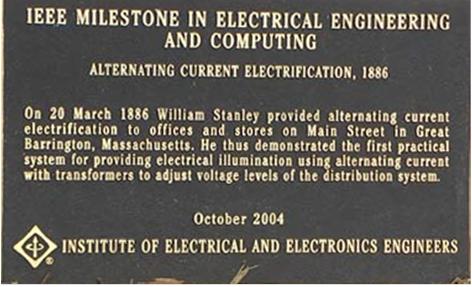 IEEE MILESTONE IN ELECTRICAL ENGINEERING
AND COMPUTING
ALTERNATING CURRENT ELECTRIFICATION, 1886
On 20 March 1886 William Stanley provided alternating current
electrification to offices and stores on Main Street in Great
Barrington, Massachusetts. He thus demonstrated the first practical
system for providing electrical illumination using alternating current
with transformers to adjust voltage levels of the distribution system.
October 2004
® INSTITUTE OF ELECTRICAL AND ELECTRONICS ENGINEERS